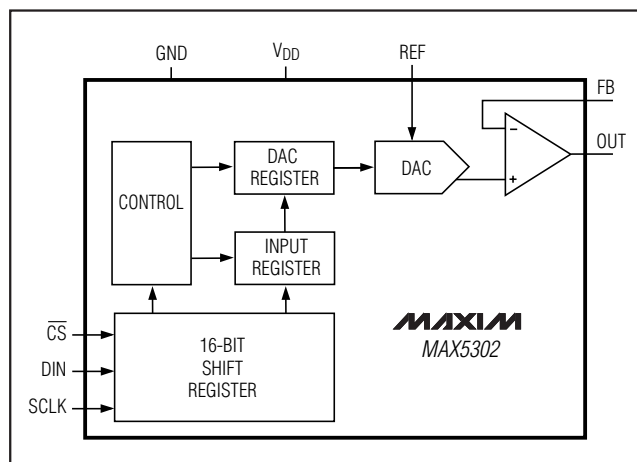 GND
VDD
REF
FB
OUT
DAC
REGISTER
DAC
CONTROL
INPUT
REGISTER
16-BIT
SHIFT
REGISTER
CS
DIN
SCLK
MAXIM
MAX5302
-
+